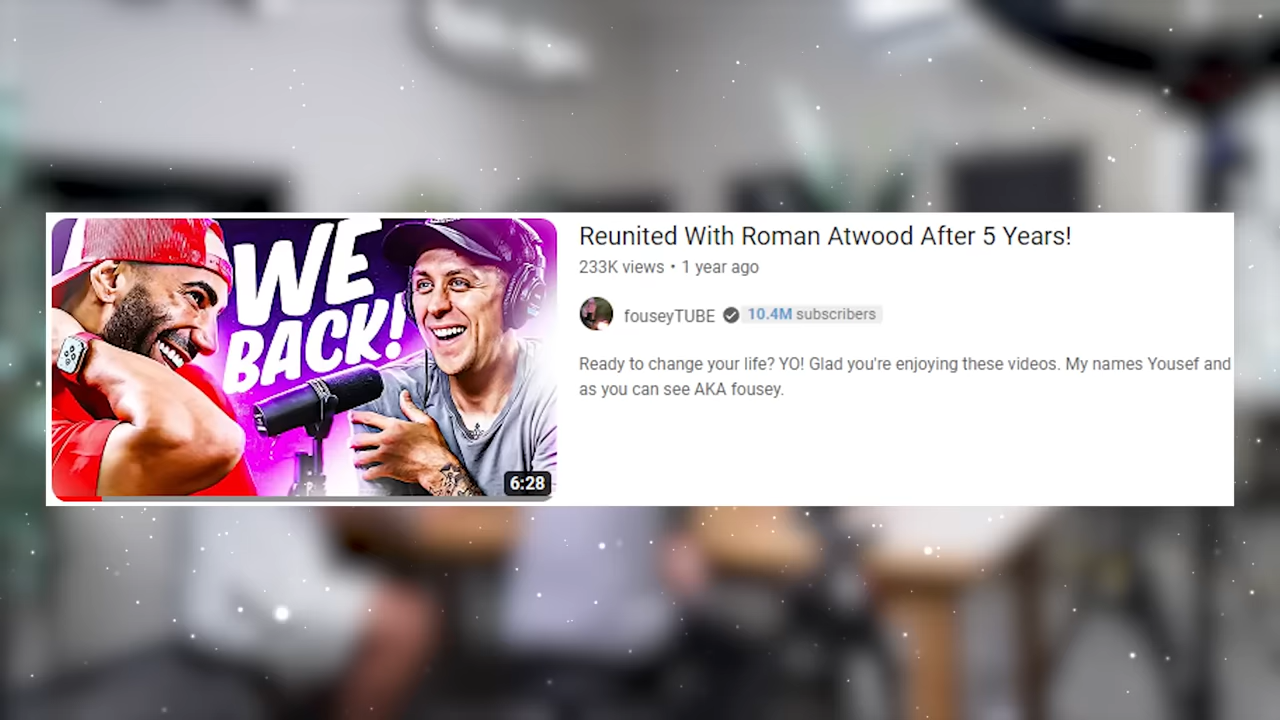 WE
BACK!
6:28
Reunited With Roman Atwood After 5 Years!
233K views • 1 year ago
fouseyTUBE 10.4M subscribers
Ready to change your life? YO! Glad you're enjoying these videos. My names Yousef and
as you can see AKA fousey.